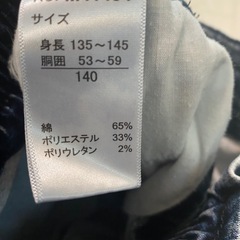 サイズ
身長 135〜145
胴囲 53〜59
140
綿 65%
ポリエステル 33%
ポリウレタン 2%